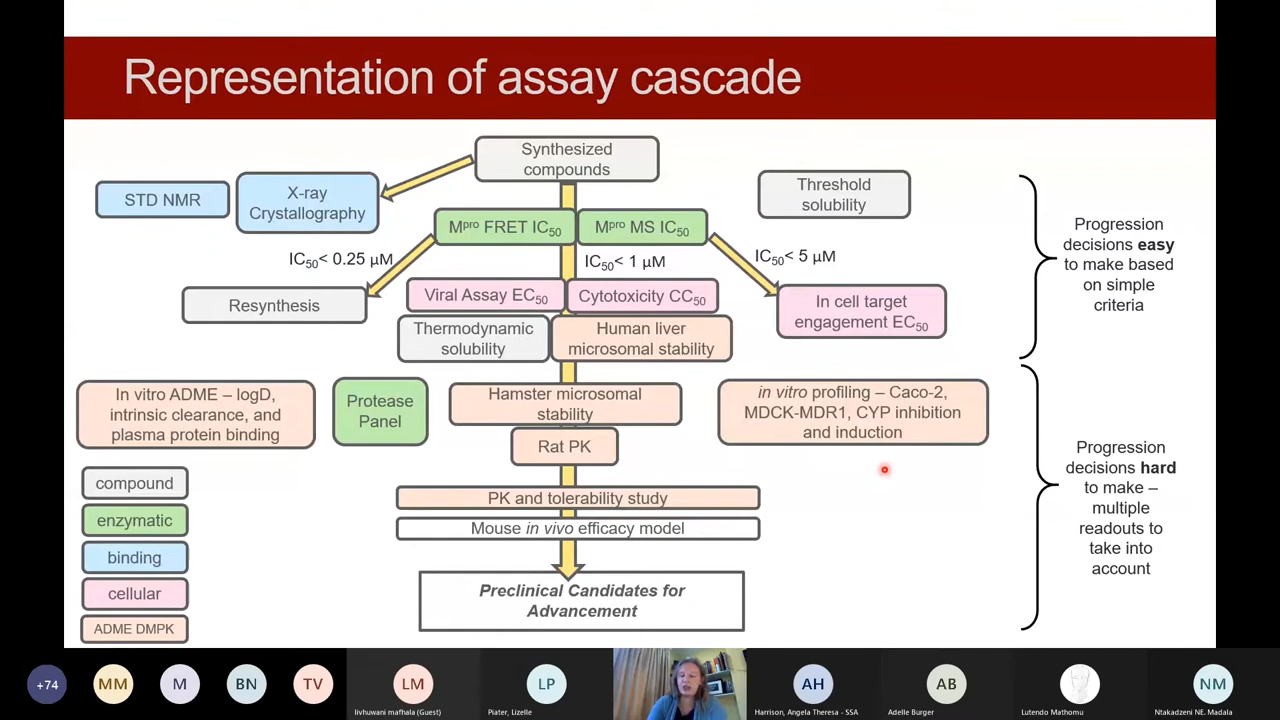 Representation of assay cascade
Synthesized
compounds
STD NMR
X-ray
Crystallography
Threshold
solubility
Mᵖʳᵒ FRET IC₅₀
Mᵖʳᵒ MS IC₅₀
IC₅₀< 0.25 µM
IC₅₀< 1 µM
IC₅₀< 5 µM
Resynthesis
Viral Assay EC₅₀
Cytotoxicity CC₅₀
In cell target
engagement EC₅₀
Thermodynamic
solubility
Human liver
microsomal stability
Progression
decisions easy
to make based
on simple
criteria
In vitro ADME – logD,
intrinsic clearance, and
plasma protein binding
Protease
Panel
Hamster microsomal
stability
in vitro profiling – Caco-2,
MDCK-MDR1, CYP inhibition
and induction
Rat PK
PK and tolerability study
Mouse in vivo efficacy model
Preclinical Candidates for
Advancement
Progression
decisions hard
to make –
multiple
readouts to
take into
account
compound
enzymatic
binding
cellular
ADME DMPK
+74
MM
M
BN
TV
LM
livhuwani mafhala (Guest)
LP
Piater, Lizelle
AH
Harrison, Angela Theresa - SSA
AB
Adelle Burger
Lutendo Mathomu
NM
Ntakadzeni NE. Madala